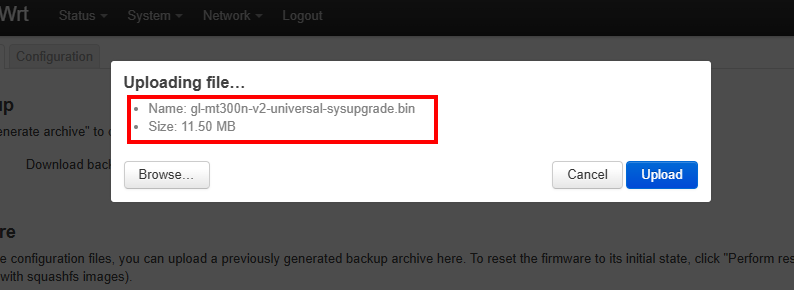 Wrt Status System Network Logout
Configuration
Uploading file…
Name: gl-mt300n-v2-universal-sysupgrade.bin
Size: 11.50 MB
up
enerate archive" to c
Download back
Browse…
Cancel
Upload
re
e configuration files, you can upload a previously generated backup archive here. To reset the firmware to its initial state, click "Perform res
with squashfs images).